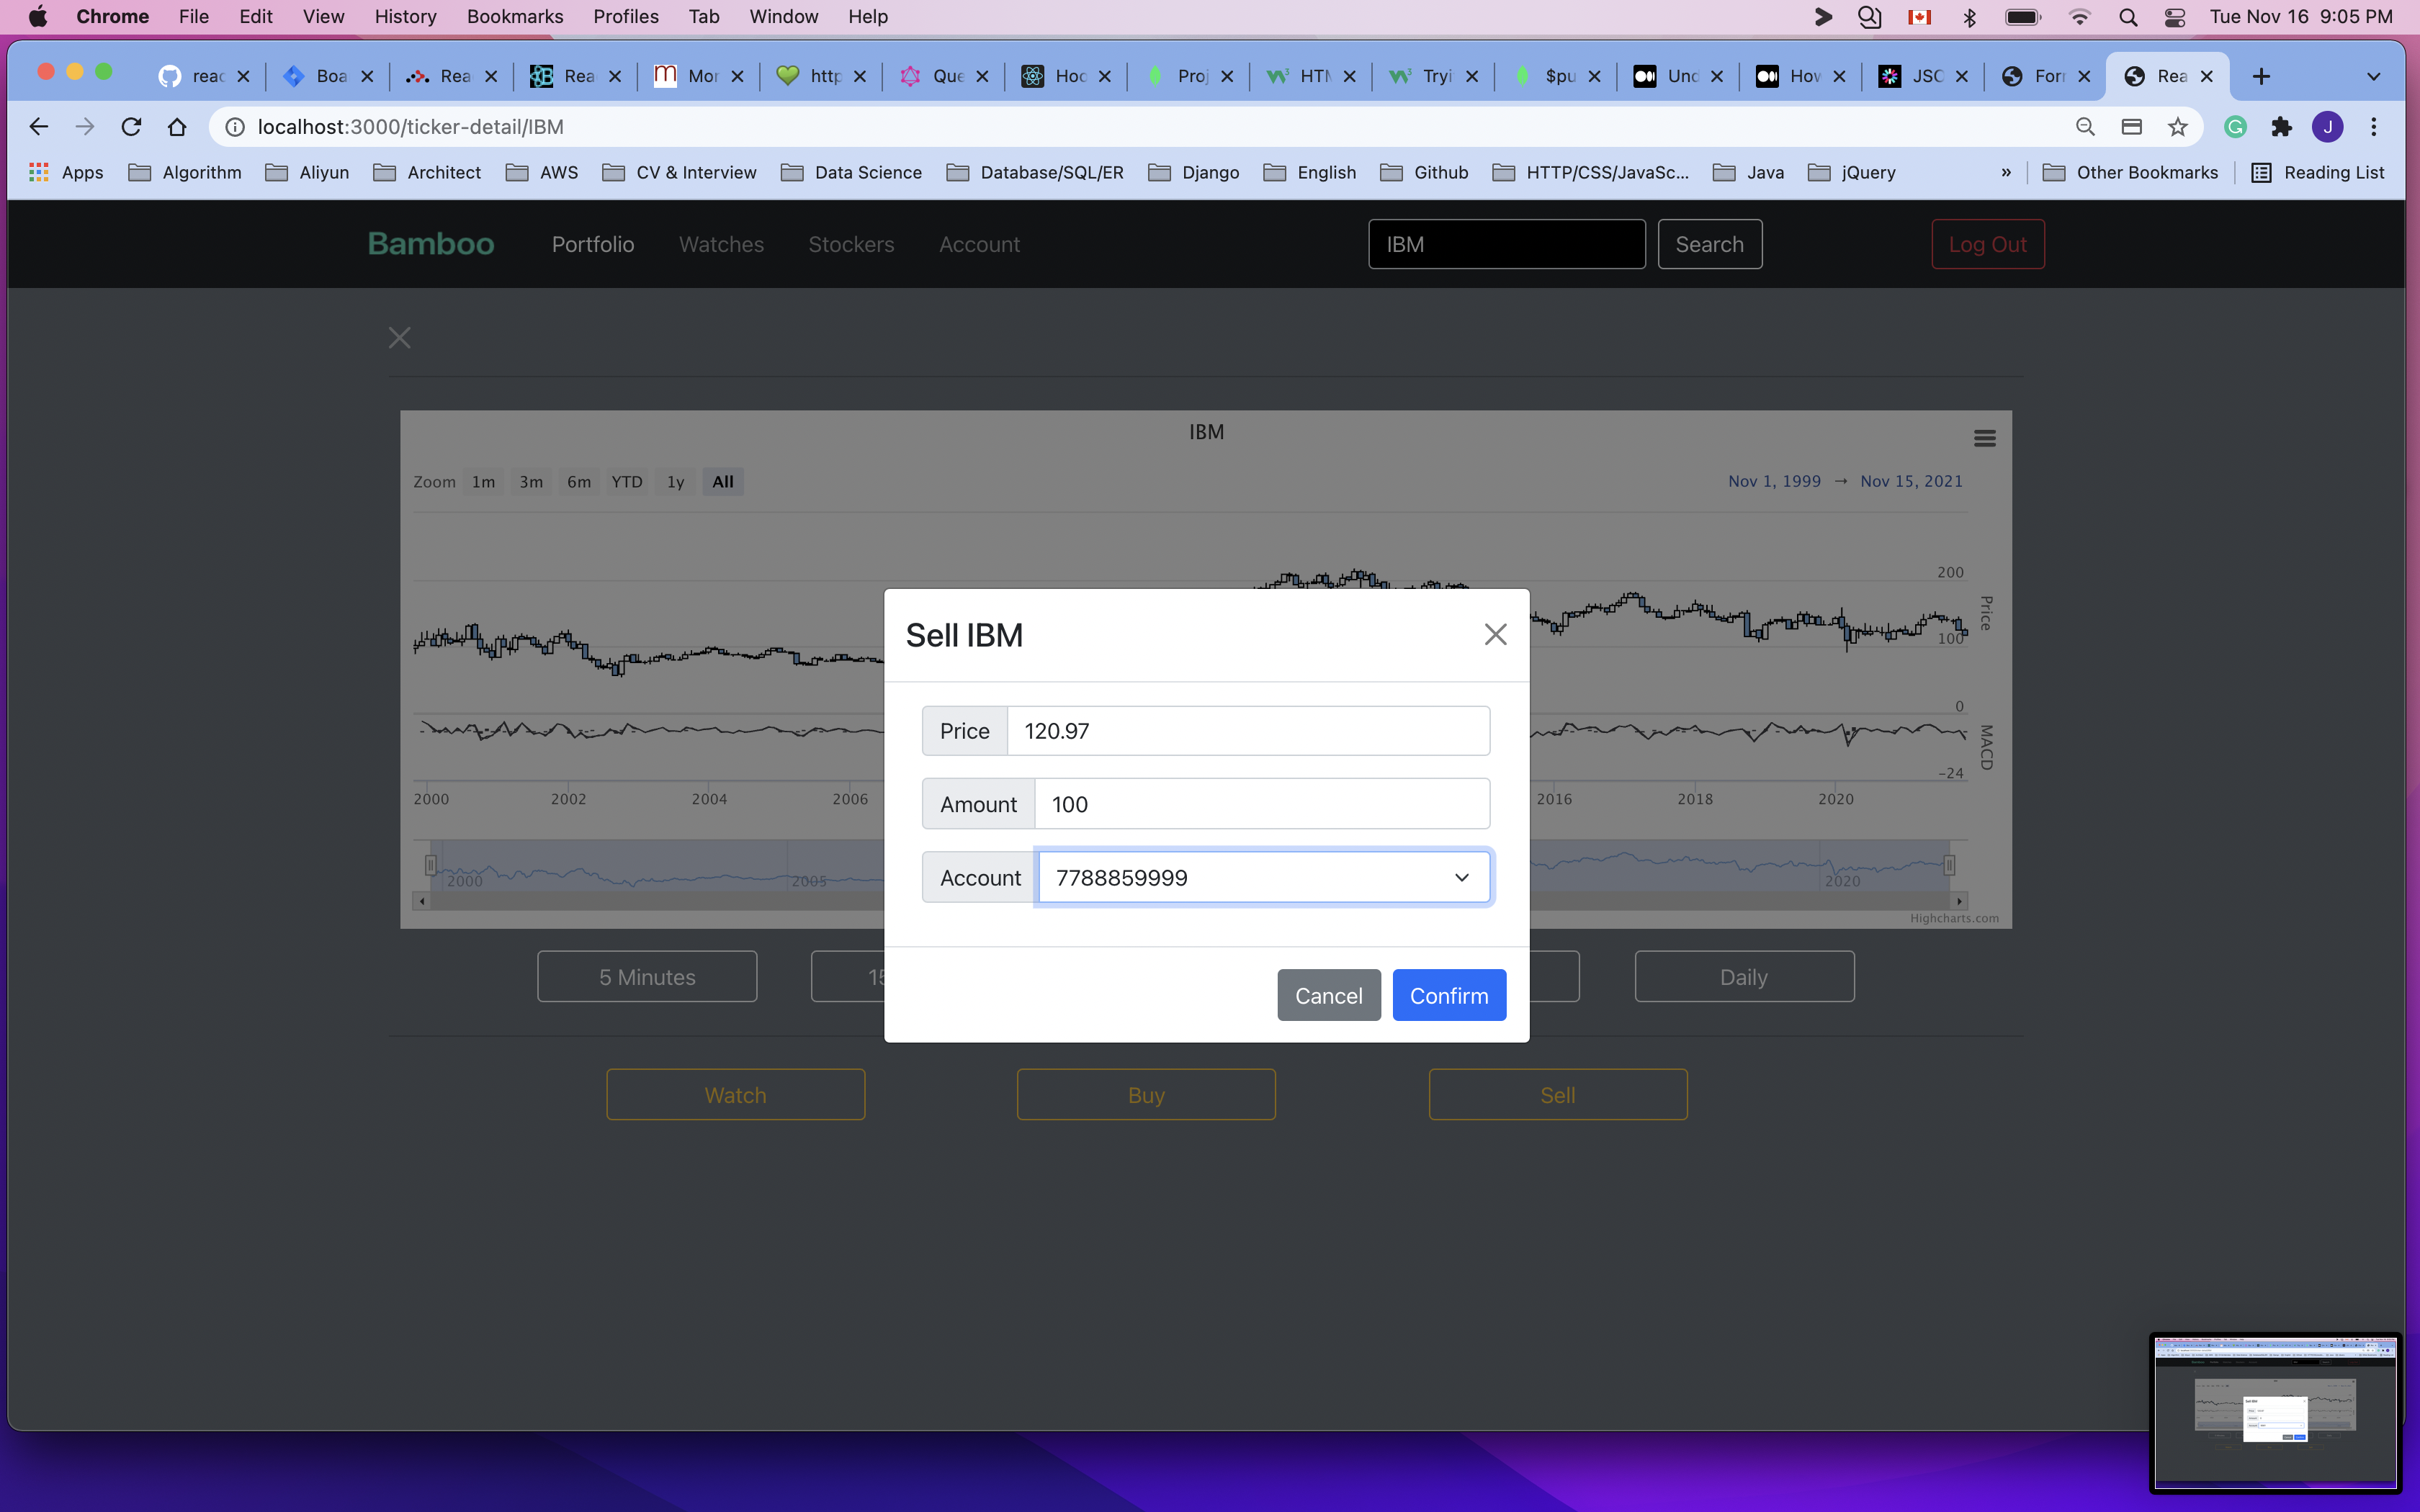 Chrome File Edit View History Bookmarks Profiles Tab Window Help Tue Nov 16 9:05 PM
reac Boa Rea Rea Mor http Que Hoo Proj HTM Tryi $pu Und How JSO Forr Rea
localhost:3000/ticker-detail/IBM J
Apps Algorithm Aliyun Architect AWS CV & Interview Data Science Database/SQL/ER Django English Github HTTP/CSS/JavaSc... Java jQuery » Other Bookmarks Reading List
Bamboo Portfolio Watches Stockers Account IBM Search Log Out
IBM
Zoom 1m 3m 6m YTD 1y All Nov 1, 1999 → Nov 15, 2021
200
Price
100
0
MACD
-24
2000 2002 2004 2006 2016 2018 2020
2000 2005 2020
Highcharts.com
Sell IBM
Price 120.97
Amount 100
Account 7788859999
Cancel Confirm
5 Minutes 15 Daily
Watch Buy Sell